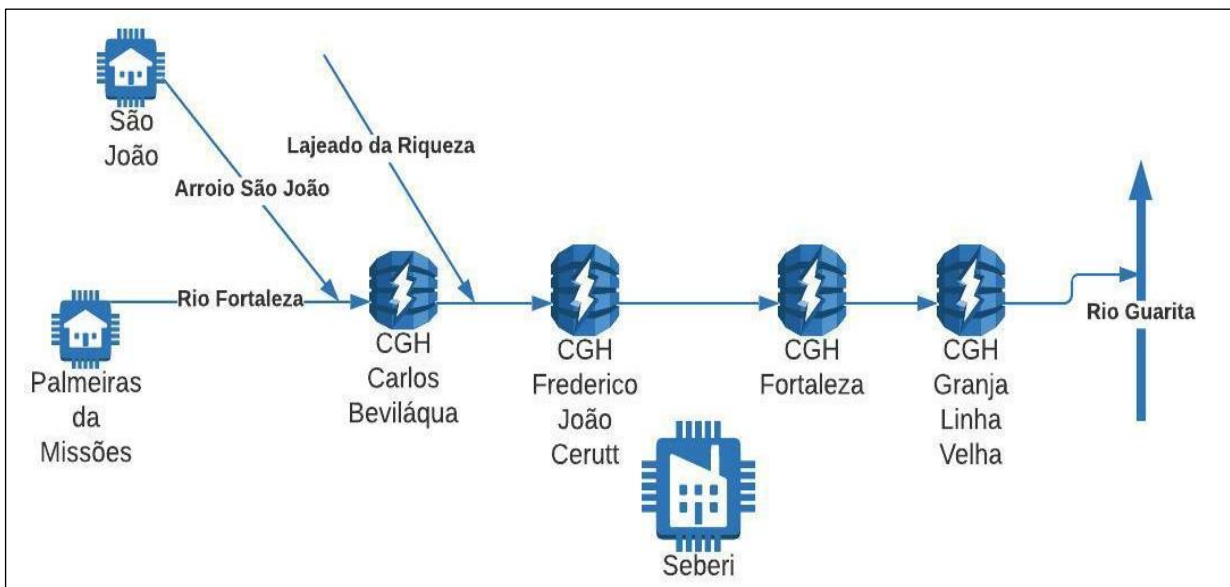 São
João
Lajeado da Riqueza
Arroio São João
Rio Fortaleza
Rio Guarita
Palmeiras
da
Missões
CGH
Carlos
Beviláqua
CGH
Frederico
João
Cerutt
CGH
Fortaleza
CGH
Granja
Linha
Velha
Seberi